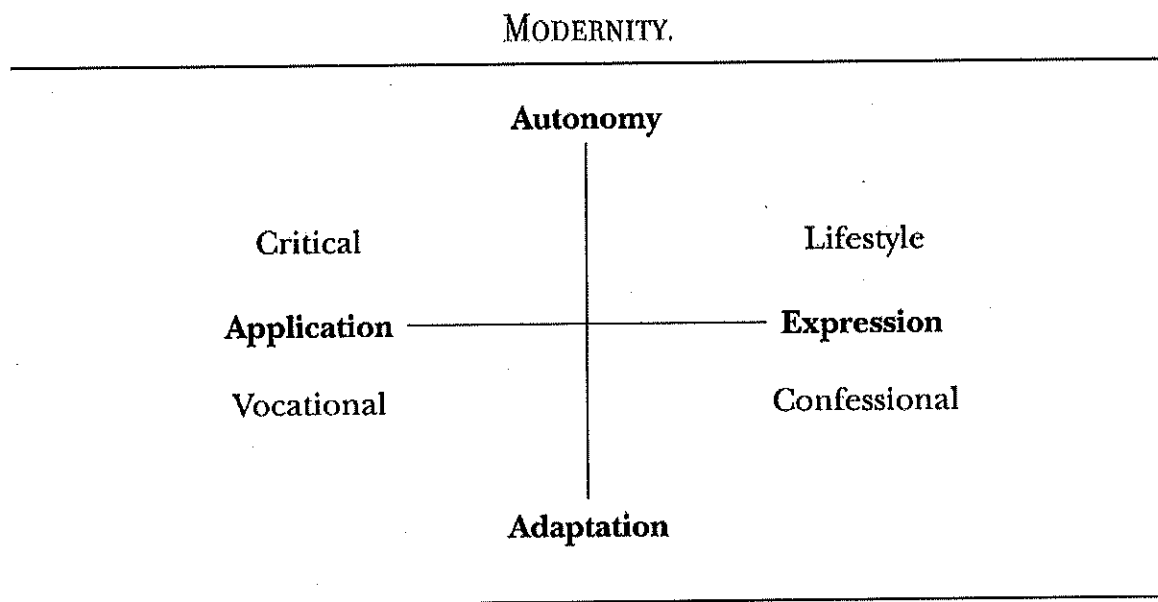 MODERNITY.
Autonomy
Critical Lifestyle
Application Expression
Vocational Confessional
Adaptation